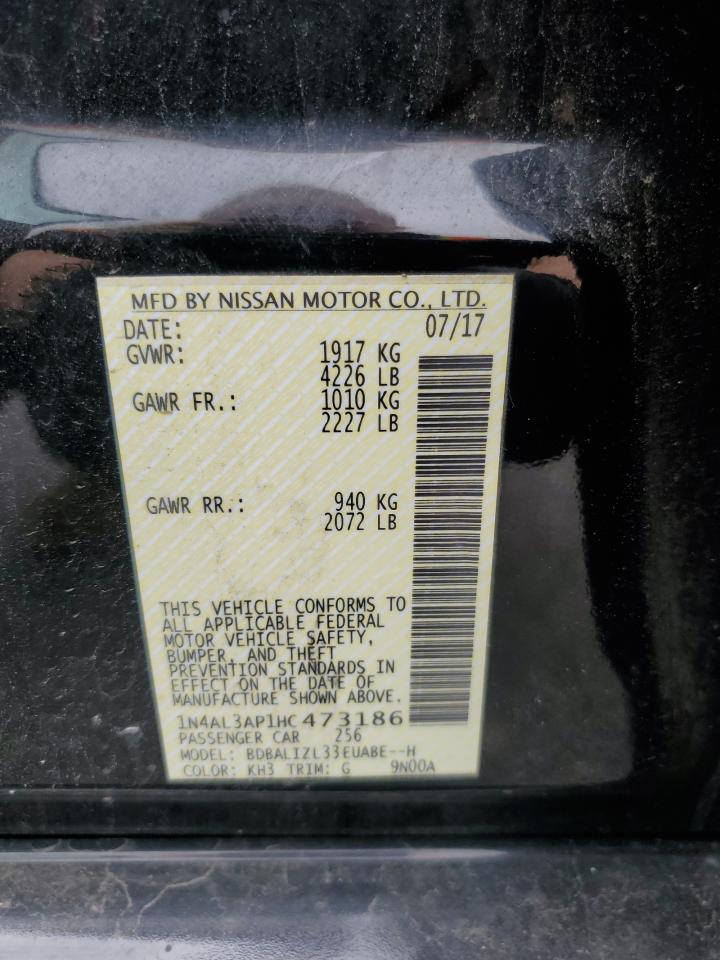 MFD BY NISSAN MOTOR CO., LTD.
DATE: 07/17
GVWR: 1917 KG
4226 LB
GAWR FR.: 1010 KG
2227 LB
GAWR RR.: 940 KG
2072 LB
THIS VEHICLE CONFORMS TO
ALL APPLICABLE FEDERAL
MOTOR VEHICLE SAFETY,
BUMPER, AND THEFT
PREVENTION STANDARDS IN
EFFECT ON THE DATE OF
MANUFACTURE SHOWN ABOVE.
1N4AL3AP1HC473186
PASSENGER CAR 256
MODEL: BDBALIZL33EUABE--H
COLOR: KH3 TRIM: G 9N00A